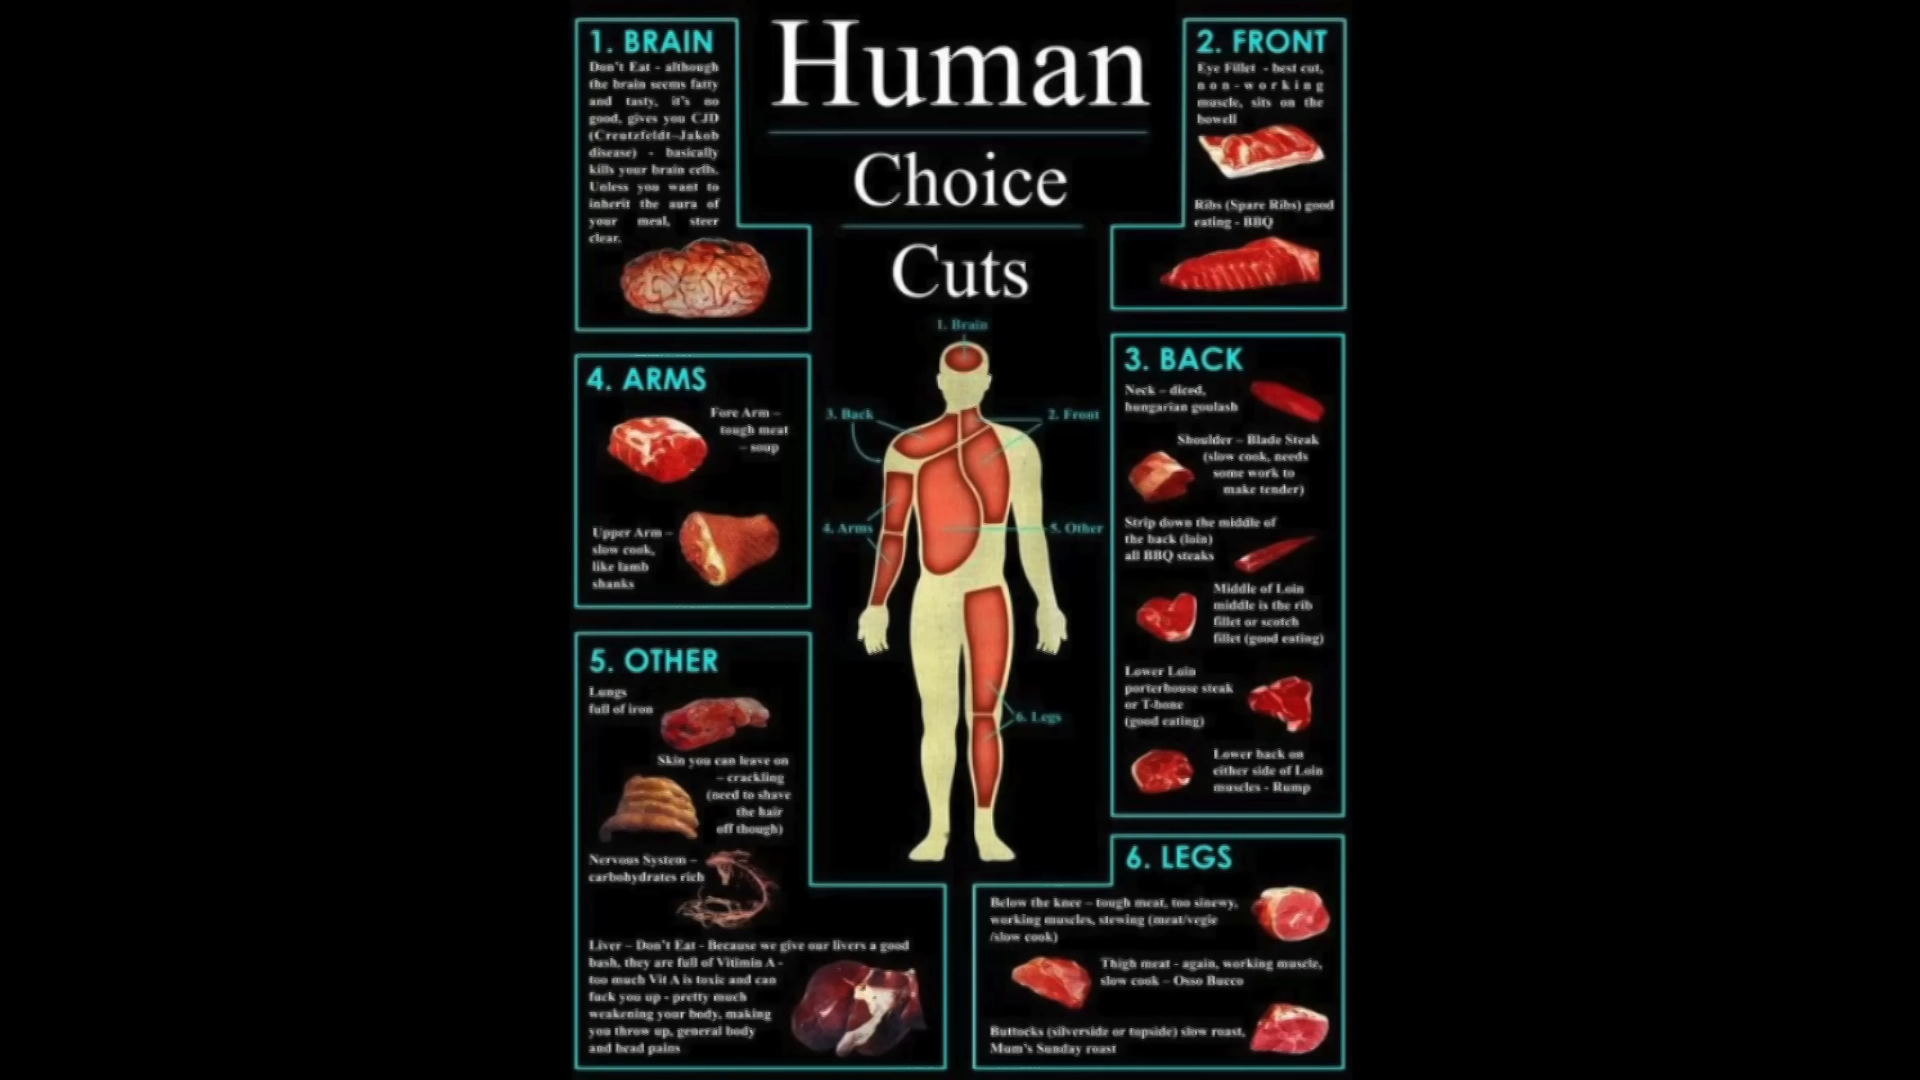 Human
Choice
Cuts
1. BRAIN
Don't Eat - although
the brain seems fatty
and tasty, it's no
good, gives you CJD
(Creutzfeldt–Jakob
disease) - basically
kills your brain cells.
Unless you want to
inherit the aura of
your meal, steer
clear.
2. FRONT
Eye Fillet - best cut,
non-working
muscle, sits on the
bowell
Ribs (Spare Ribs) good
eating - BBQ
1. Brain
3. Back
2. Front
4. Arms
5. Other
6. Legs
3. BACK
Neck – diced,
hungarian goulash
Shoulder – Blade Steak
(slow cook, needs
some work to
make tender)
Strip down the middle of
the back (loin)
all BBQ steaks
Middle of Loin
middle is the rib
fillet or scotch
fillet (good eating)
Lower Loin
porterhouse steak
or T-bone
(good eating)
Lower back on
either side of Loin
muscles - Rump
4. ARMS
Fore Arm –
tough meat
– soup
Upper Arm –
slow cook,
like lamb
shanks
5. OTHER
Lungs
full of iron
Skin you can leave on
– crackling
(need to shave
the hair
off though)
Nervous System –
carbohydrates rich
Liver – Don't Eat - Because we give our livers a good
bash, they are full of Vitimin A -
too much Vit A is toxic and can
fuck you up - pretty much
weakening your body, making
you throw up, general body
and head pains
6. LEGS
Below the knee – tough meat, too sinewy,
working muscles, stewing (meat/vegie
/slow cook)
Thigh meat - again, working muscle,
slow cook – Osso Bucco
Buttocks (silverside or topside) slow roast,
Mum's Sunday roast